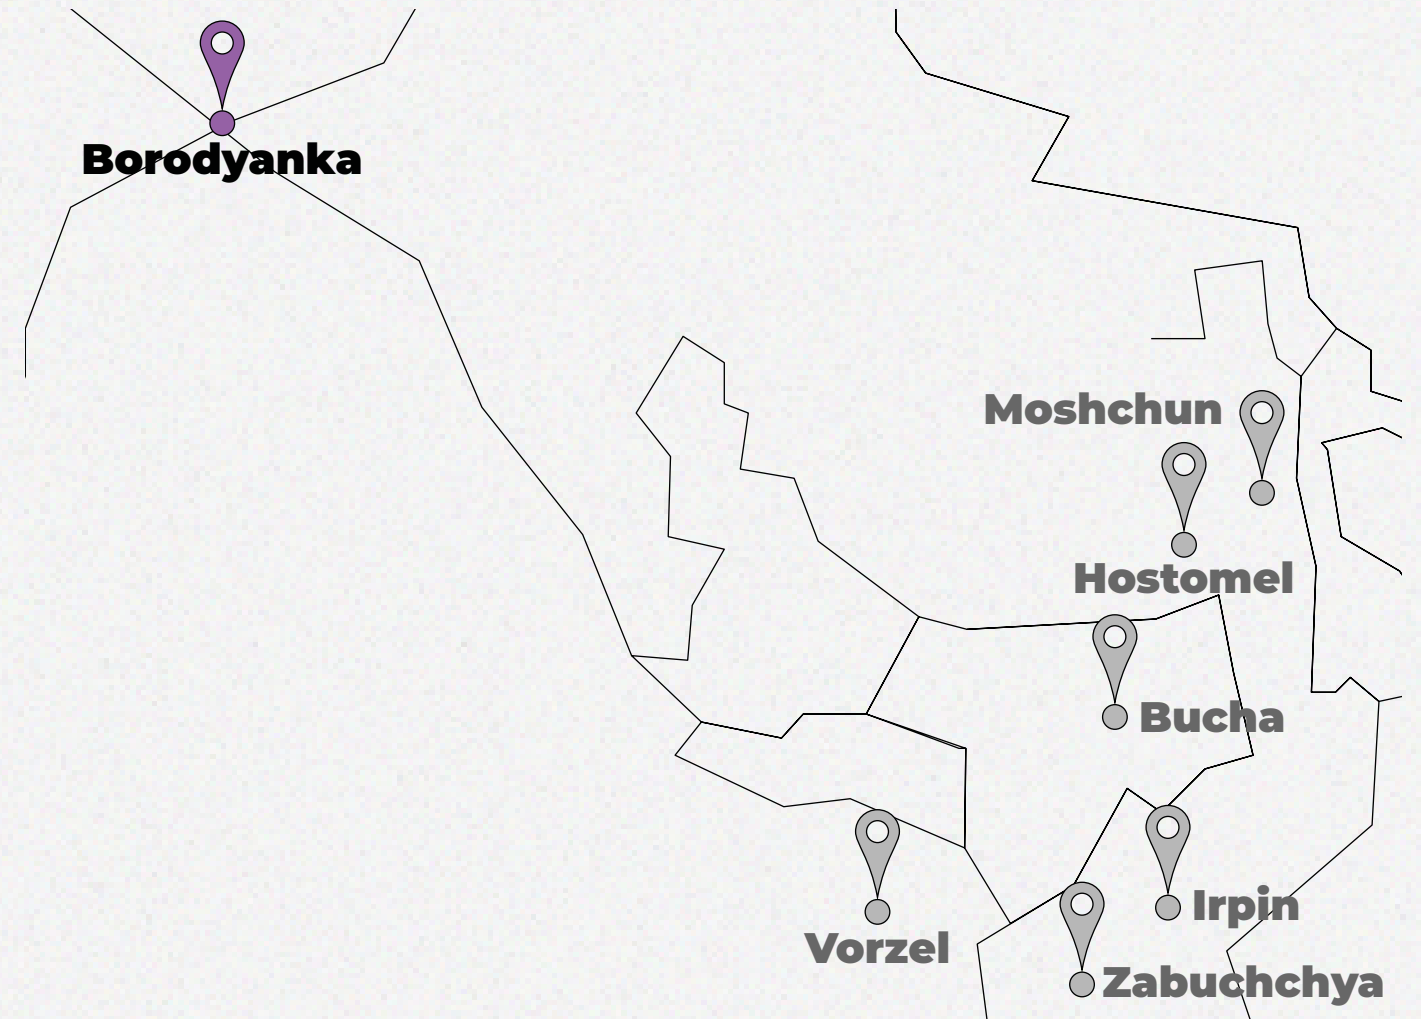 Borodyanka
Moshchun
Hostomel
Bucha
Irpin
Vorzel
Zabuchchya